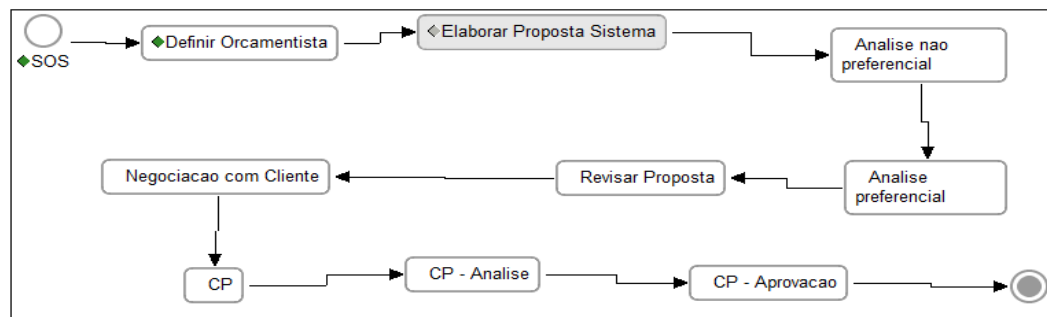 SOS
Definir Orcamentista
Elaborar Proposta Sistema
Analise nao
preferencial
Negociacao com Cliente
Revisar Proposta
Analise
preferencial
CP
CP - Analise
CP - Aprovacao